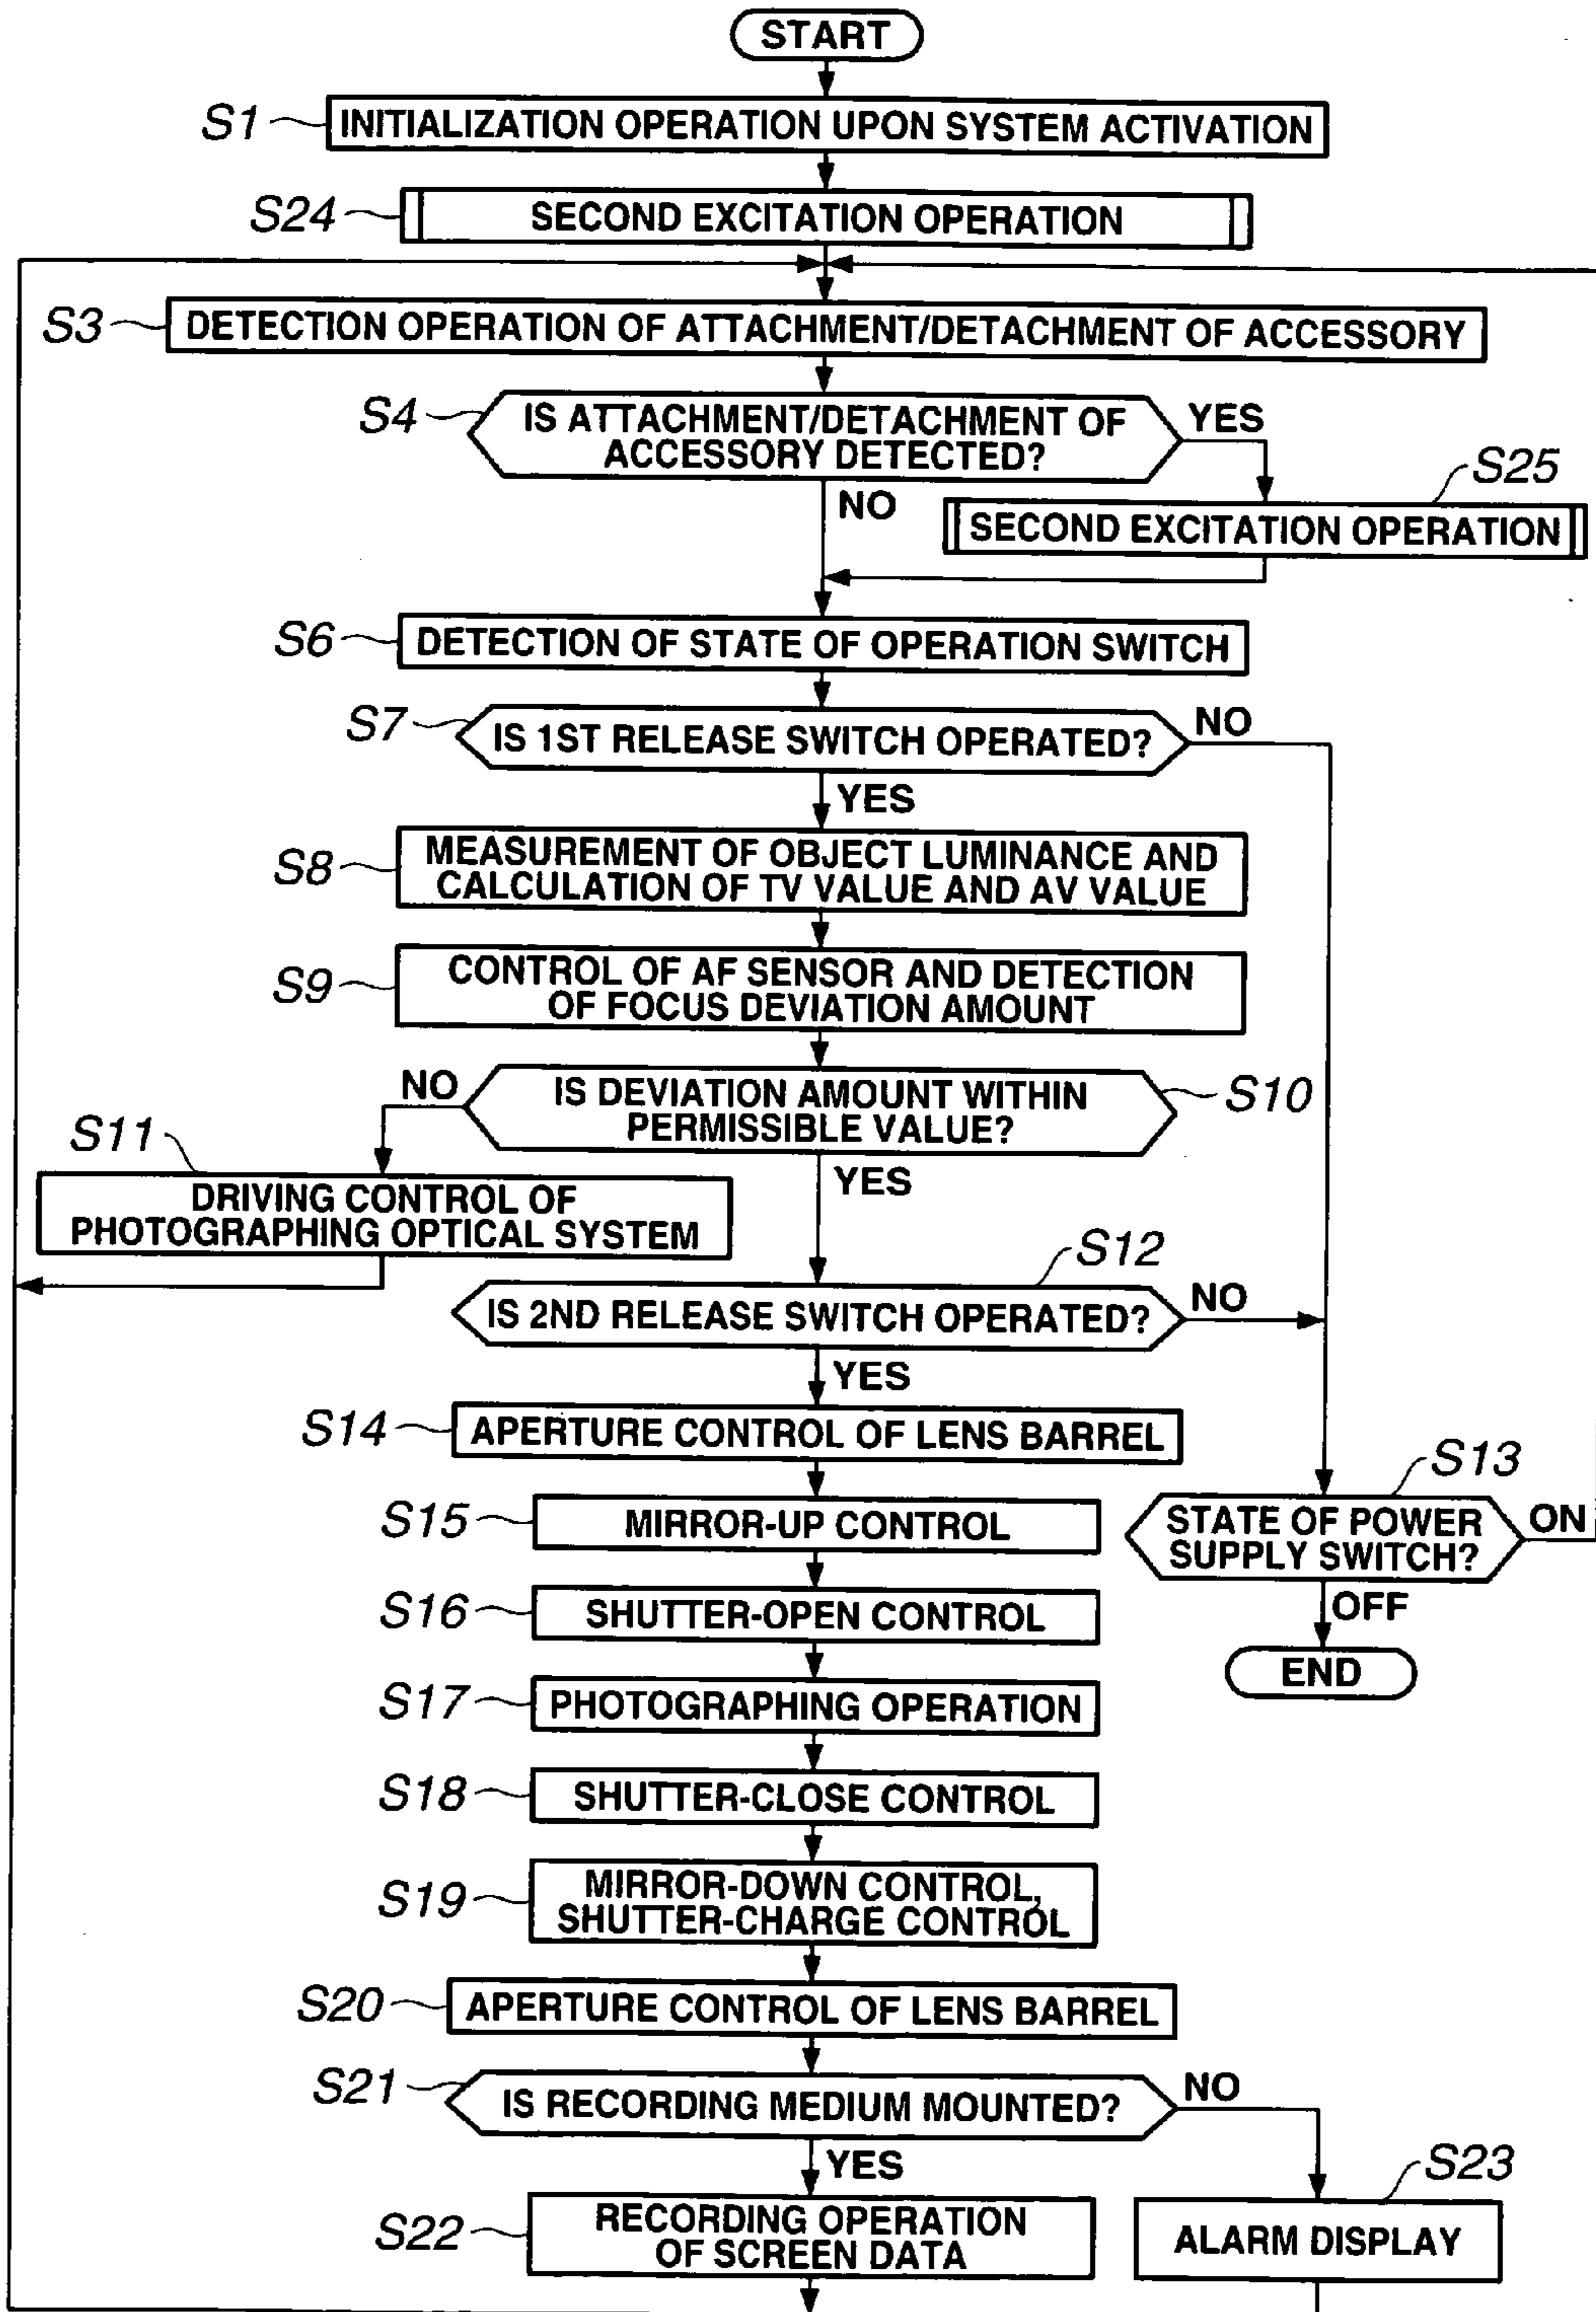 START
S1
INITIALIZATION OPERATION UPON SYSTEM ACTIVATION
S24
SECOND EXCITATION OPERATION
S3
DETECTION OPERATION OF ATTACHMENT/DETACHMENT OF ACCESSORY
S4
IS ATTACHMENT/DETACHMENT OF
ACCESSORY DETECTED?
YES
NO
S25
SECOND EXCITATION OPERATION
S6
DETECTION OF STATE OF OPERATION SWITCH
S7
IS 1ST RELEASE SWITCH OPERATED?
NO
YES
S8
MEASUREMENT OF OBJECT LUMINANCE AND
CALCULATION OF TV VALUE AND AV VALUE
S9
CONTROL OF AF SENSOR AND DETECTION
OF FOCUS DEVIATION AMOUNT
NO
IS DEVIATION AMOUNT WITHIN
PERMISSIBLE VALUE?
S10
YES
S11
DRIVING CONTROL OF
PHOTOGRAPHING OPTICAL SYSTEM
S12
IS 2ND RELEASE SWITCH OPERATED?
NO
YES
S14
APERTURE CONTROL OF LENS BARREL
S13
STATE OF POWER
SUPPLY SWITCH?
ON
OFF
END
S15
MIRROR-UP CONTROL
S16
SHUTTER-OPEN CONTROL
S17
PHOTOGRAPHING OPERATION
S18
SHUTTER-CLOSE CONTROL
S19
MIRROR-DOWN CONTROL,
SHUTTER-CHARGE CONTROL
S20
APERTURE CONTROL OF LENS BARREL
S21
IS RECORDING MEDIUM MOUNTED?
NO
YES
S22
RECORDING OPERATION
OF SCREEN DATA
S23
ALARM DISPLAY